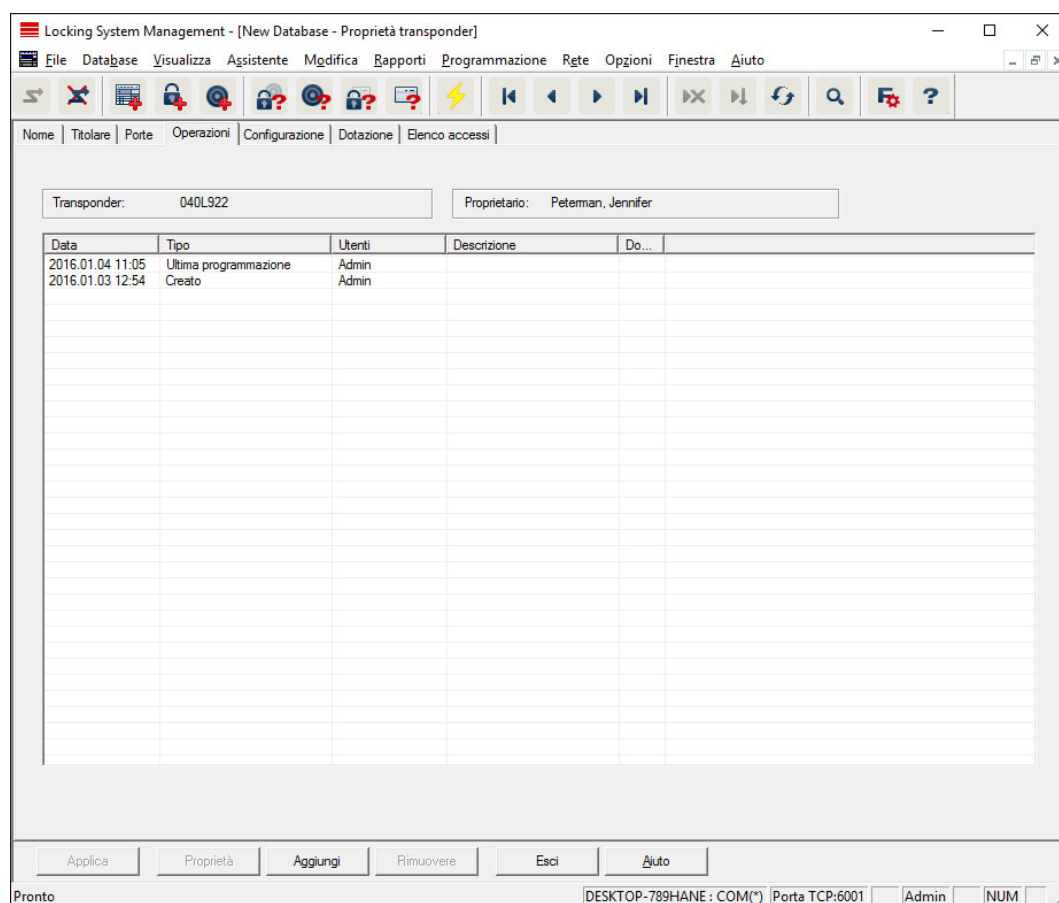 Locking System Management - [New Database - Proprietà transponder]
File Database Visualizza Assistente Modifica Rapporti Programmazione Rete Opzioni Finestra Aiuto
Nome Titolare Porte Operazioni Configurazione Dotazione Elenco accessi
Transponder: 040L922 Proprietario: Peterman, Jennifer
Data Tipo Utenti Descrizione Do...
2016.01.04 11:05 Ultima programmazione Admin
2016.01.03 12:54 Creato Admin
Applica Proprietà Aggiungi Rimuovere Esci Aiuto
Pronto DESKTOP-789HANE : COM(*) Porta TCP:6001 Admin NUM